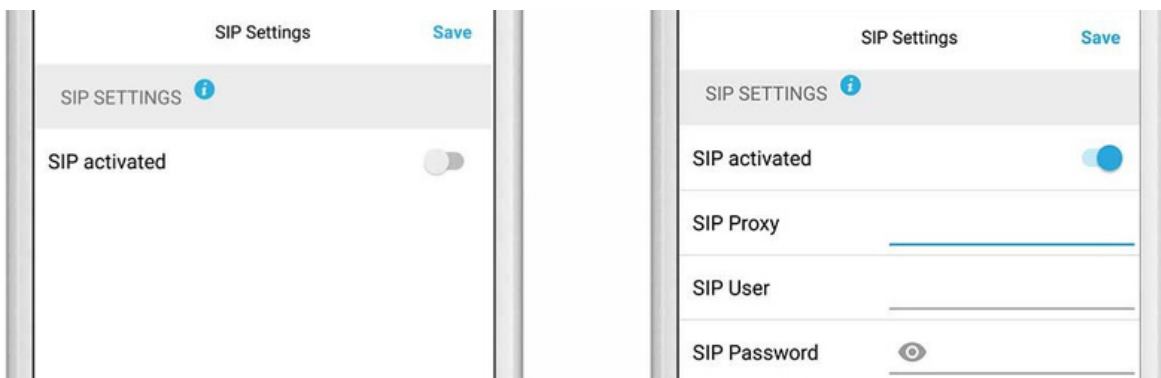 SIP Settings Save
SIP SETTINGS i
SIP activated
SIP Settings Save
SIP SETTINGS i
SIP activated
SIP Proxy
SIP User
SIP Password